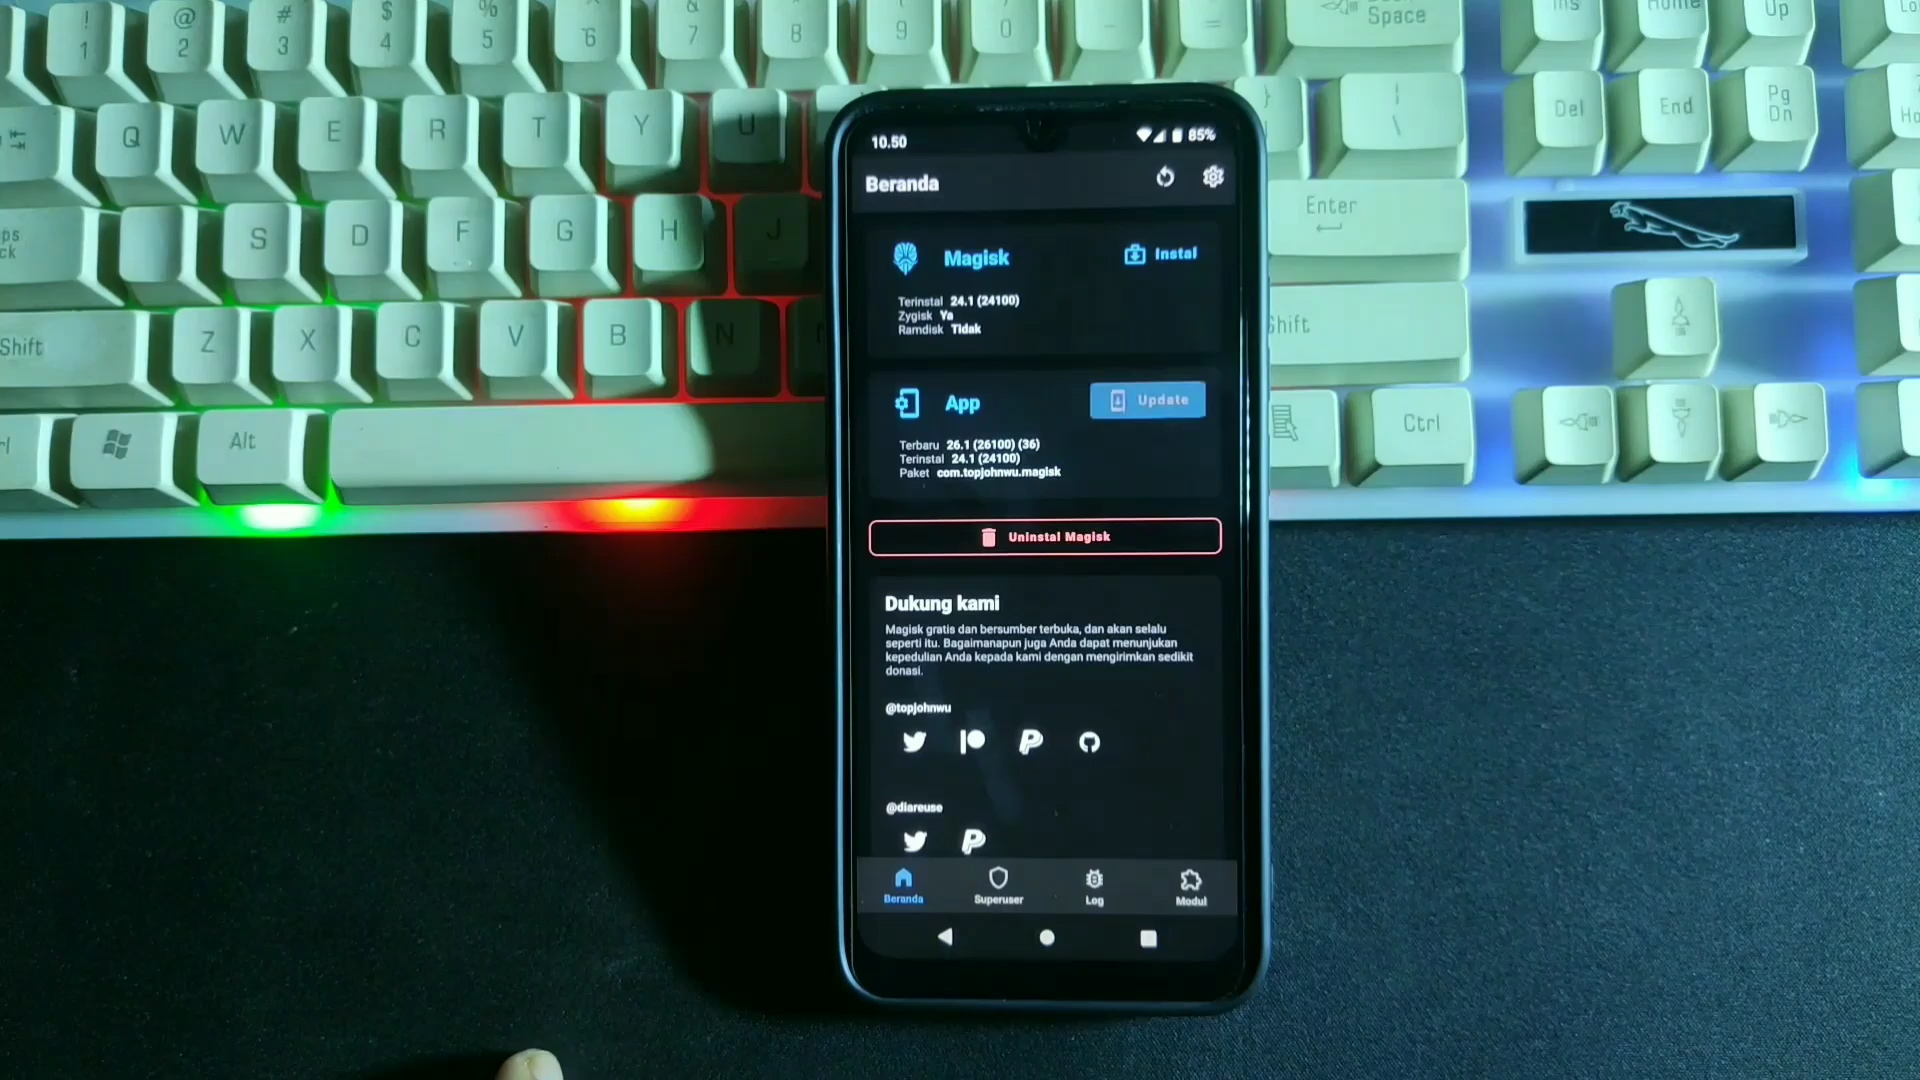 ! 1
@ 2
# 3
$ 4
% 5
6
& 7
8
9
0
Space
Ins
Home
Up
Q W E R T Y U
Del
End
Pg
Dn
S D F G H J
Enter
Shift
Z X C V B N
Shift
Alt
Ctrl
10.50
85%
Beranda
Magisk
Instal
Terinstal 24.1 (24100)
Zygisk Ya
Ramdisk Tidak
App
Update
Terbaru 26.1 (26100) (36)
Terinstal 24.1 (24100)
Paket com.topjohnwu.magisk
Uninstal Magisk
Dukung kami
Magisk gratis dan bersumber terbuka, dan akan selalu
seperti itu. Bagaimanapun juga Anda dapat menunjukan
kepedulian Anda kepada kami dengan mengirimkan sedikit
donasi.
@topjohnwu
@diareuse
Beranda
Superuser
Log
Modul